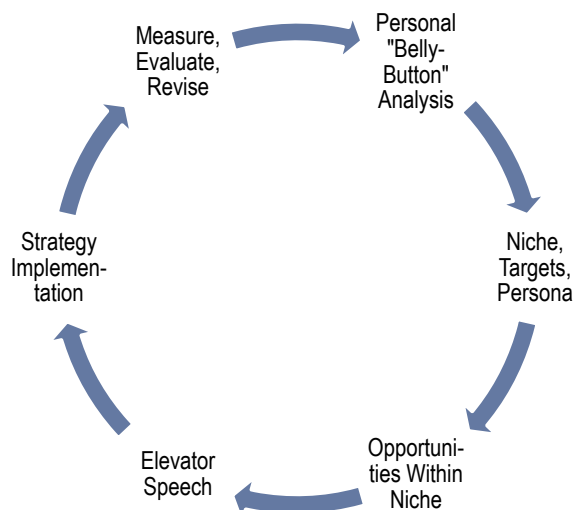 Measure,
Evaluate,
Revise
Personal
"Belly-
Button"
Analysis
Niche,
Targets,
Persona
Opportuni-
ties Within
Niche
Elevator
Speech
Strategy
Implemen-
tation